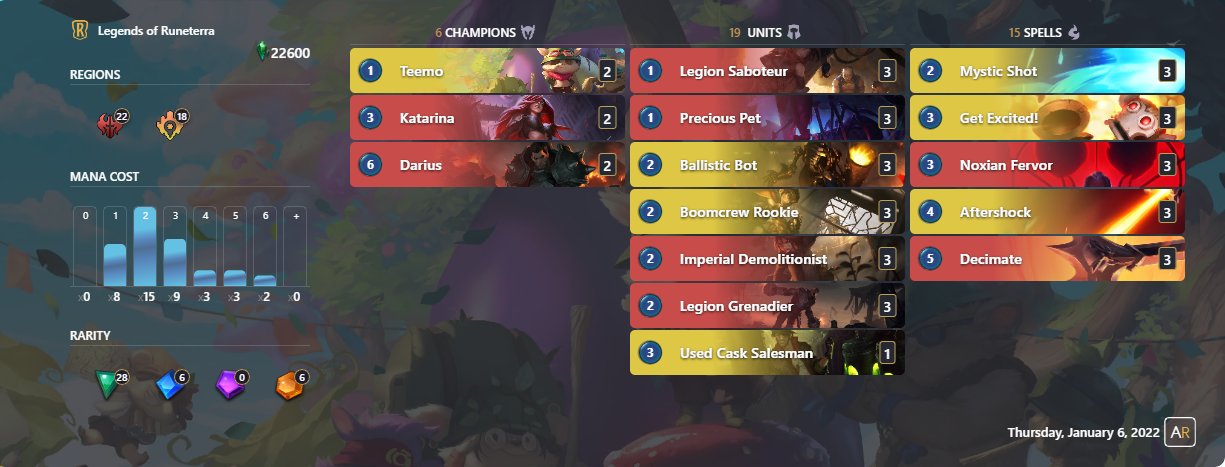 Legends of Runeterra
22600
REGIONS
22
18
MANA COST
0 1 2 3 4 5 6 +
x0 x8 x15 x9 x3 x3 x2 x0
RARITY
28 6 0 6
6 CHAMPIONS
1 Teemo 2
3 Katarina 2
6 Darius 2
19 UNITS
1 Legion Saboteur 3
1 Precious Pet 3
2 Ballistic Bot 3
2 Boomcrew Rookie 3
2 Imperial Demolitionist 3
2 Legion Grenadier 3
3 Used Cask Salesman 1
15 SPELLS
2 Mystic Shot 3
3 Get Excited! 3
3 Noxian Fervor 3
4 Aftershock 3
5 Decimate 3
Thursday, January 6, 2022 AR